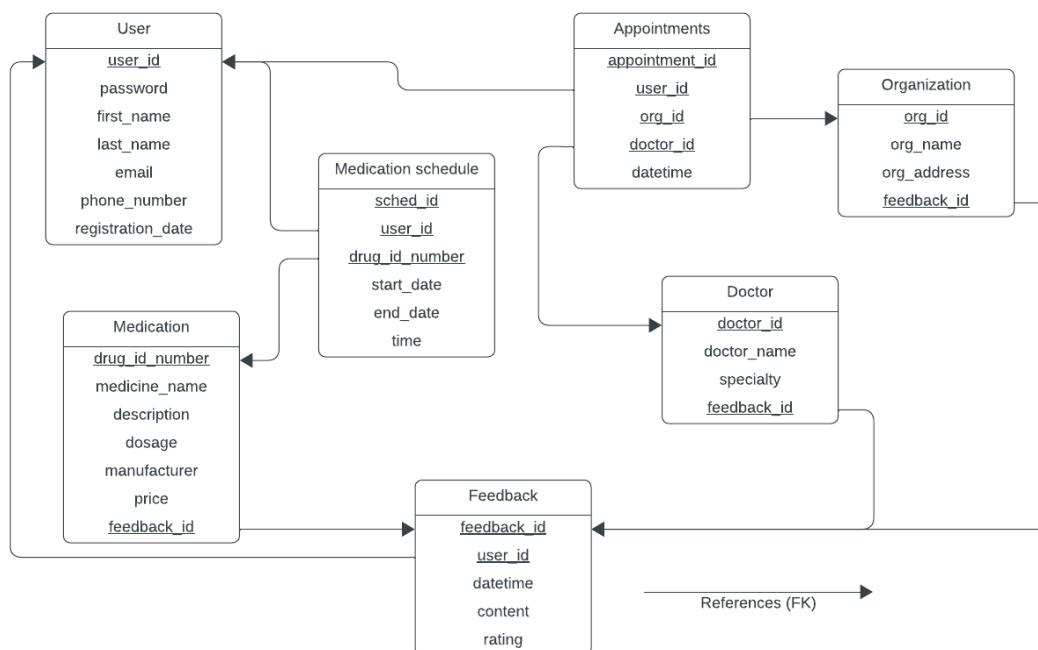 User
user_id
password
first_name
last_name
email
phone_number
registration_date
Appointments
appointment_id
user_id
org_id
doctor_id
datetime
Organization
org_id
org_name
org_address
feedback_id
Medication schedule
sched_id
user_id
drug_id_number
start_date
end_date
time
Doctor
doctor_id
doctor_name
specialty
feedback_id
Medication
drug_id_number
medicine_name
description
dosage
manufacturer
price
feedback_id
Feedback
feedback_id
user_id
datetime
content
rating
References (FK)